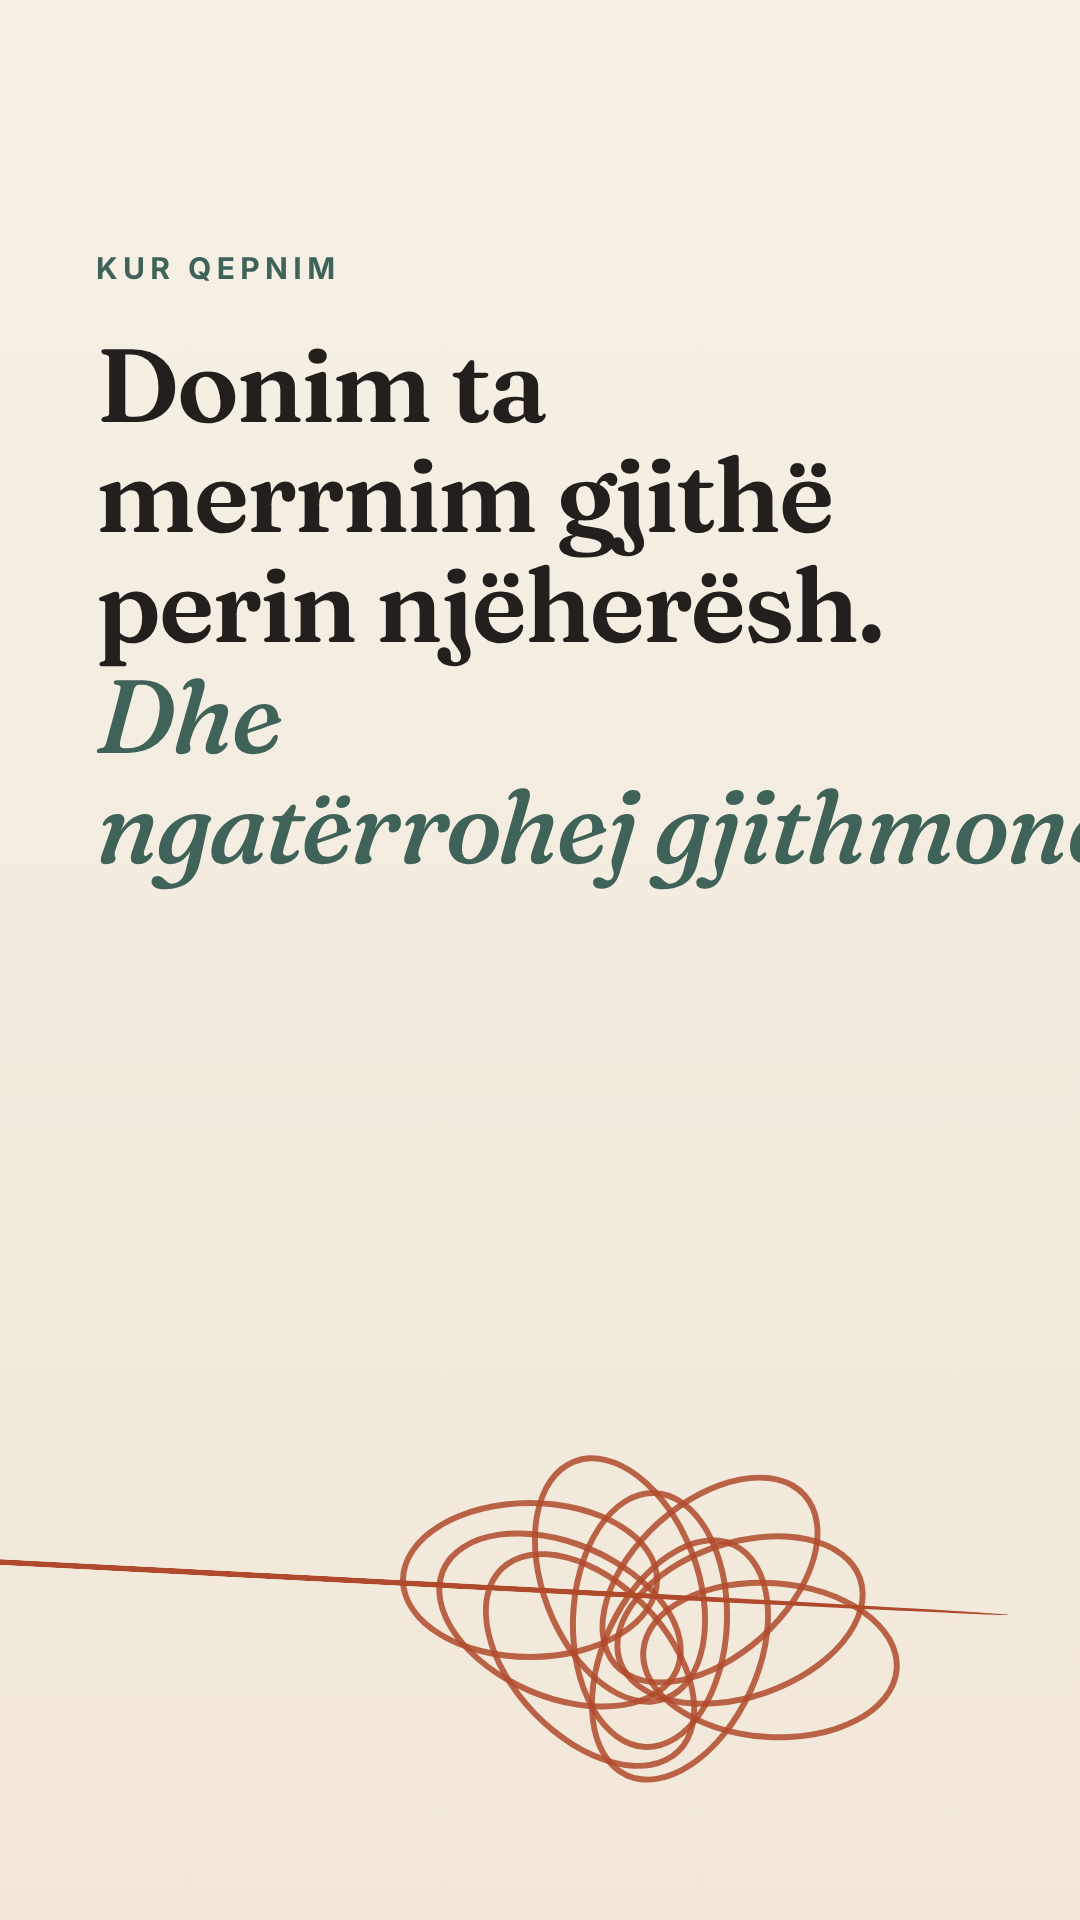 KUR QEPNIM
Donim ta
merrnim gjithë
perin njëherësh.
Dhe
ngatërrohej